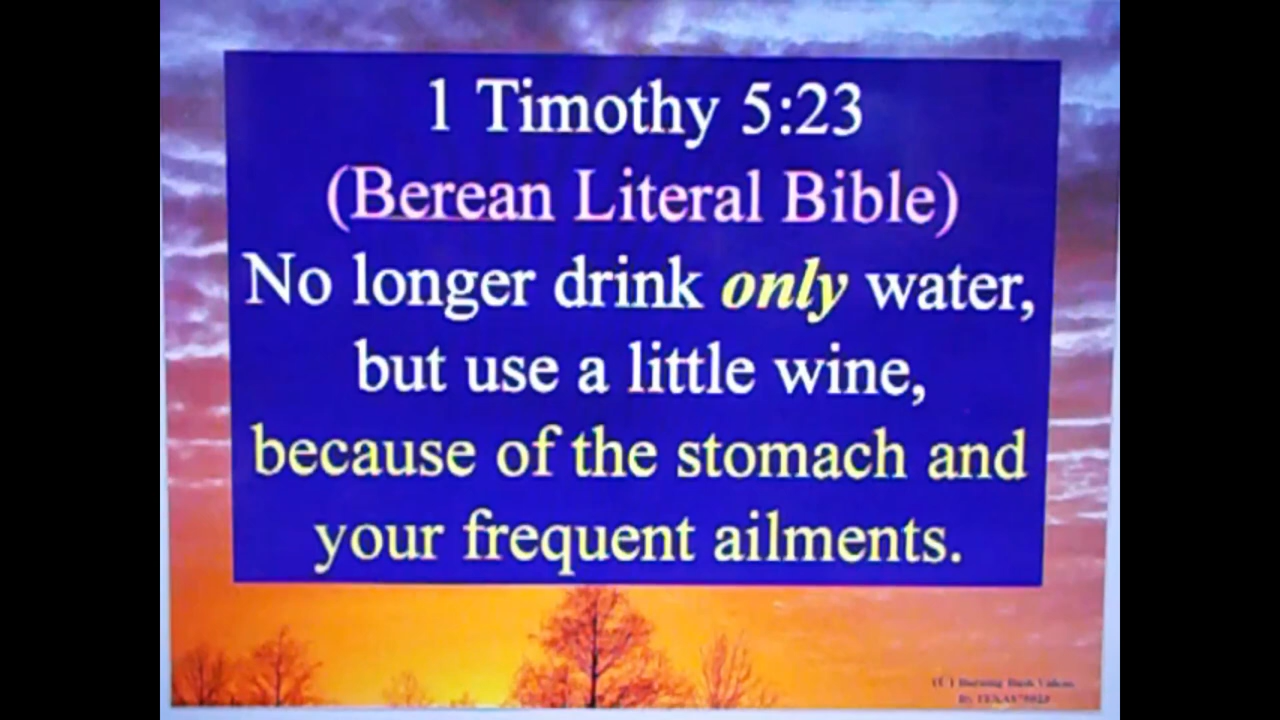 1 Timothy 5:23
(Berean Literal Bible)
No longer drink only water,
but use a little wine,
because of the stomach and
your frequent ailments.